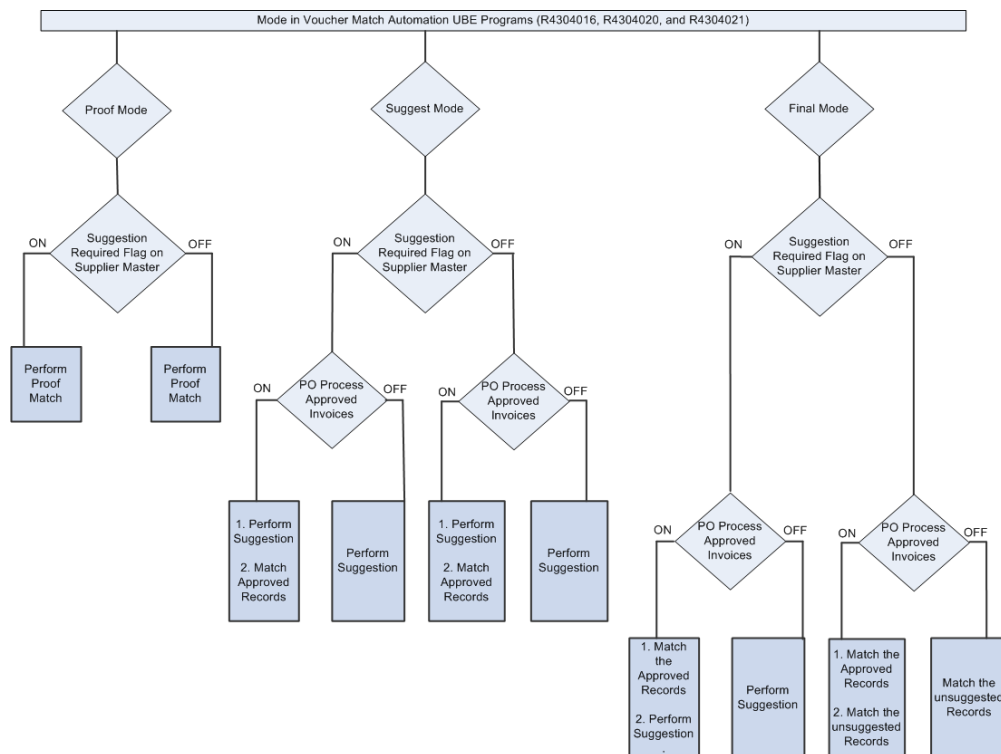 Mode in Voucher Match Automation UBE Programs (R4304016, R4304020, and R4304021)
Proof Mode
Suggest Mode
Final Mode
ON
Suggestion
Required Flag on
Supplier Master
OFF
ON
Suggestion
Required Flag on
Supplier Master
OFF
ON
Suggestion
Required Flag on
Supplier Master
OFF
Perform
Proof
Match
Perform
Proof
Match
ON
PO Process
Approved
Invoices
OFF
ON
PO Process
Approved
Invoices
OFF
1. Perform
Suggestion
2. Match
Approved
Records
Perform
Suggestion
1. Perform
Suggestion
2. Match
Approved
Records
Perform
Suggestion
ON
PO Process
Approved
Invoices
OFF
ON
PO Process
Approved
Invoices
OFF
1. Match
the
Approved
Records
2. Perform
Suggestion
.
Perform
Suggestion
1. Match the
Approved
Records
2. Match the
unsuggested
Records
Match the
unsuggested
Records